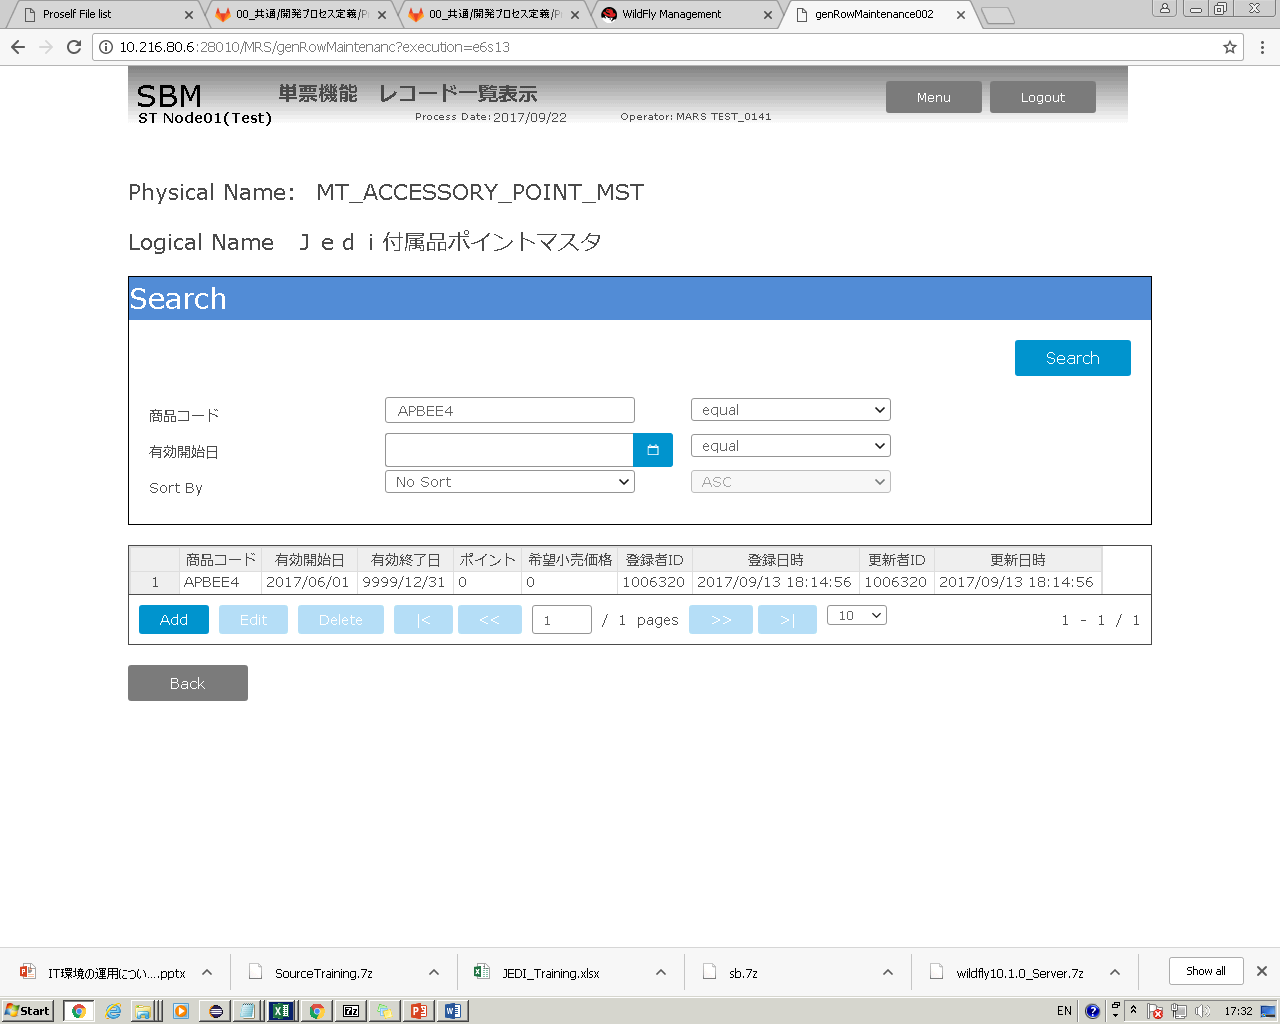 Proself File list
00_共通/開発プロセス定義/P
00_共通/開発プロセス定義/P
WildFly Management
genRowMaintenance002
10.216.80.6:28010/MRS/genRowMaintenanc?execution=e6s13
SBM
単票機能　レコード一覧表示
Menu
Logout
ST Node01(Test)
Process Date: 2017/09/22
Operator: MARS TEST_0141
Physical Name: MT_ACCESSORY_POINT_MST
Logical Name　Ｊｅｄｉ付属品ポイントマスタ
Search
Search
商品コード APBEE4 equal
有効開始日 equal
Sort By No Sort ASC
商品コード 有効開始日 有効終了日 ポイント 希望小売価格 登録者ID 登録日時 更新者ID 更新日時
1 APBEE4 2017/06/01 9999/12/31 0 0 1006320 2017/09/13 18:14:56 1006320 2017/09/13 18:14:56
Add Edit Delete |< << 1 / 1 pages >> >| 10 1 - 1 / 1
Back
IT環境の運用につい....pptx
SourceTraining.7z
JEDI_Training.xlsx
sb.7z
wildfly10.1.0_Server.7z
Show all
Start
EN
17:32